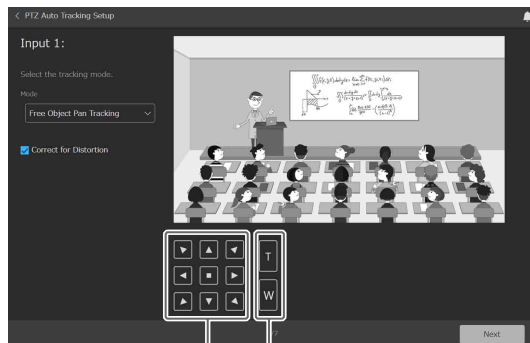 PTZ Auto Tracking Setup
Input 1:
Select the tracking mode.
Mode
Free Object Pan Tracking
Correct for Distortion
T
W
Next